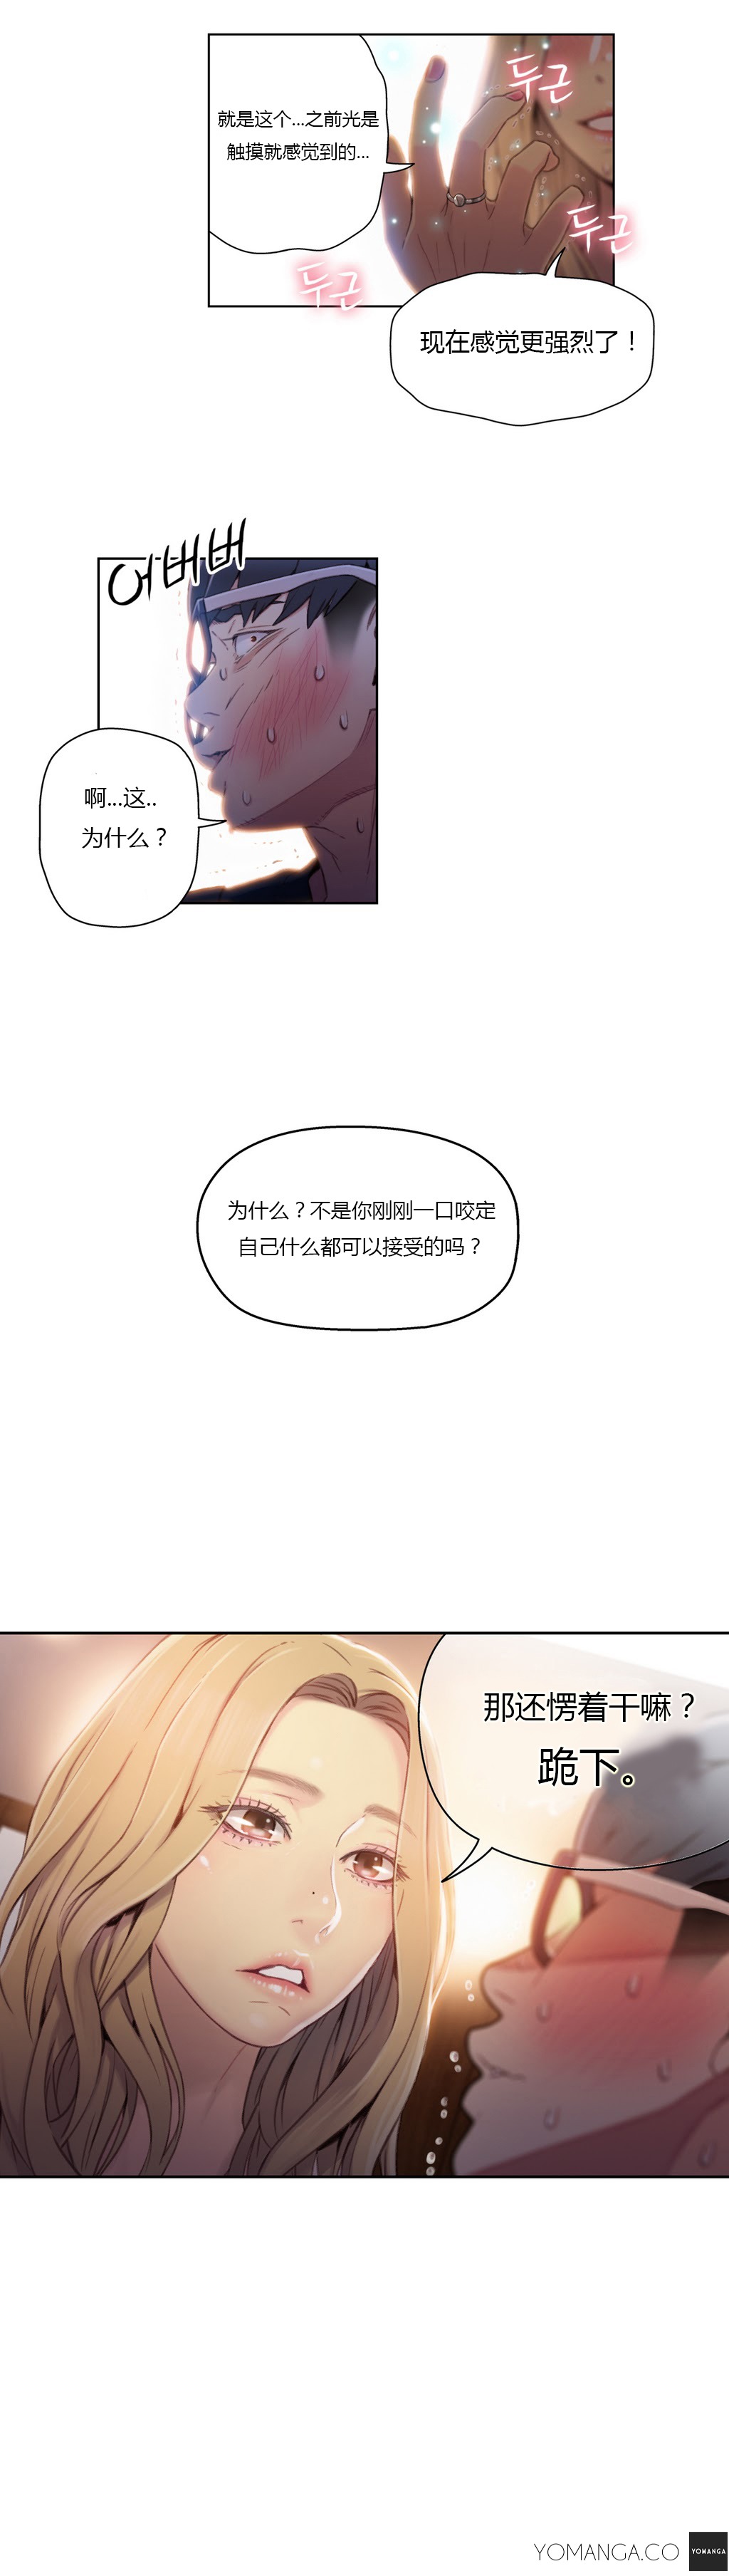 就是这个...之前光是
触摸就感觉到的...
두근
두근
두근
现在感觉更强烈了！
어버버
啊...这..
为什么？
为什么？不是你刚刚一口咬定
自己什么都可以接受的吗？
那还愣着干嘛？
跪下。
YOMANGA.CO
YOMANGA